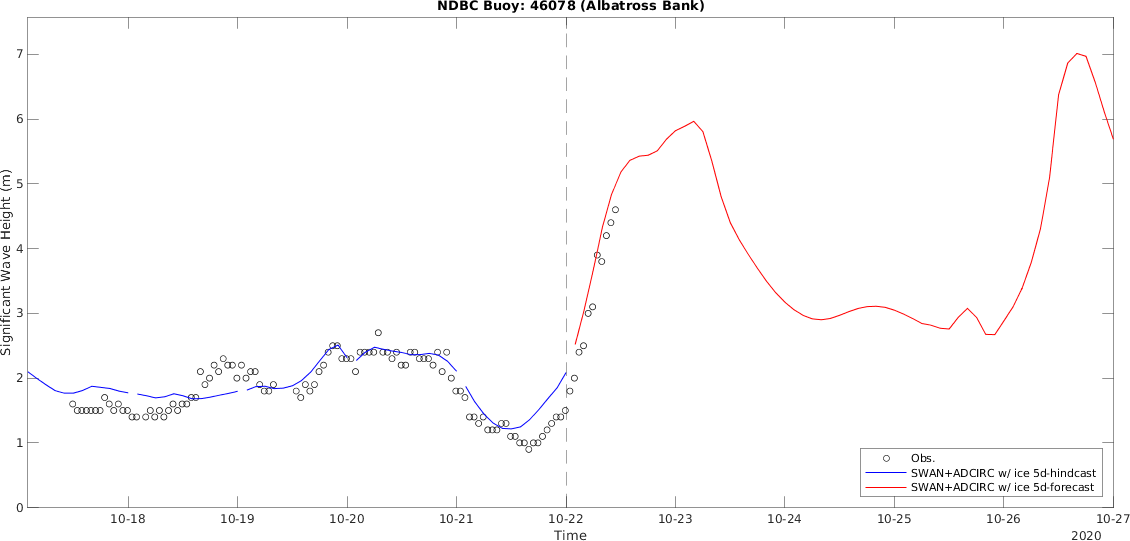 NDBC Buoy: 46078 (Albatross Bank)
Significant Wave Height (m)
7
6
5
4
3
2
1
0
Obs.
SWAN+ADCIRC w/ ice 5d-hindcast
SWAN+ADCIRC w/ ice 5d-forecast
10-18 10-19 10-20 10-21 10-22 10-23 10-24 10-25 10-26 10-27
Time
2020